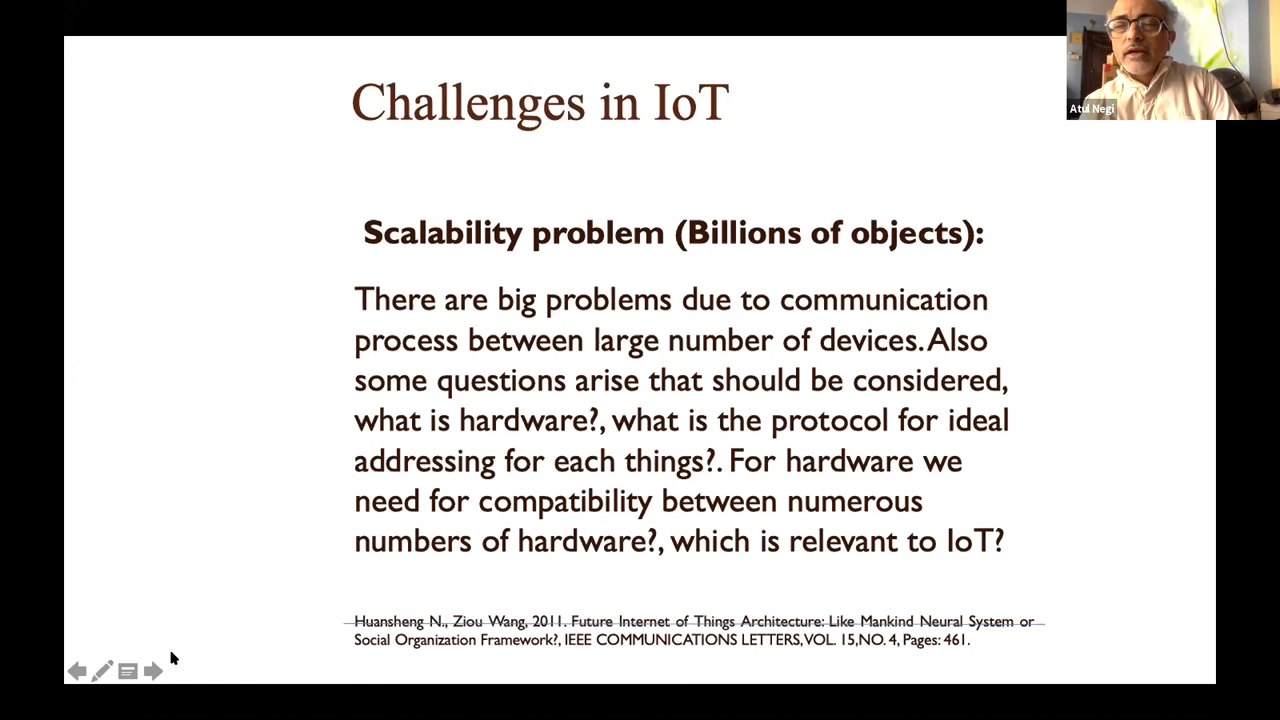 Challenges in IoT
Atul Negi
Scalability problem (Billions of objects):
There are big problems due to communication
process between large number of devices. Also
some questions arise that should be considered,
what is hardware?, what is the protocol for ideal
addressing for each things?. For hardware we
need for compatibility between numerous
numbers of hardware?, which is relevant to IoT?
Huansheng N., Ziou Wang, 2011. Future Internet of Things Architecture: Like Mankind Neural System or
Social Organization Framework?, IEEE COMMUNICATIONS LETTERS, VOL. 15, NO. 4, Pages: 461.